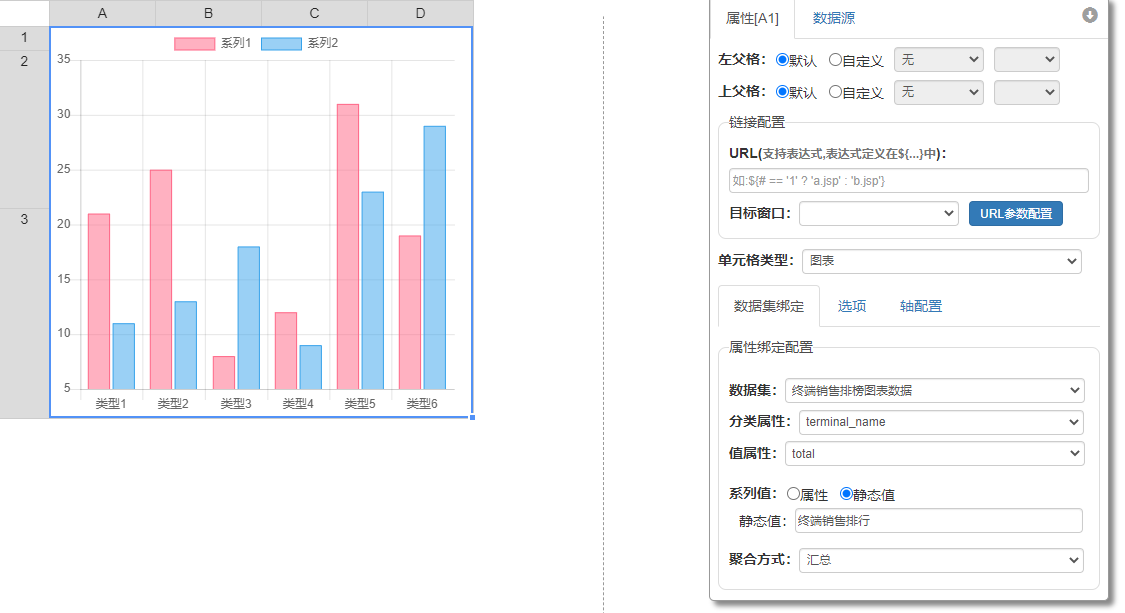 A B C D
1
2
3
系列1 系列2
35
30
25
20
15
10
5
类型1 类型2 类型3 类型4 类型5 类型6
属性[A1] 数据源
左父格： 默认 自定义 无
上父格： 默认 自定义 无
链接配置
URL(支持表达式,表达式定义在${...}中)：
如:${# == '1' ? 'a.jsp' : 'b.jsp'}
目标窗口： URL参数配置
单元格类型： 图表
数据集绑定 选项 轴配置
属性绑定配置
数据集： 终端销售排榜图表数据
分类属性： terminal_name
值属性： total
系列值： 属性 静态值
静态值： 终端销售排行
聚合方式： 汇总